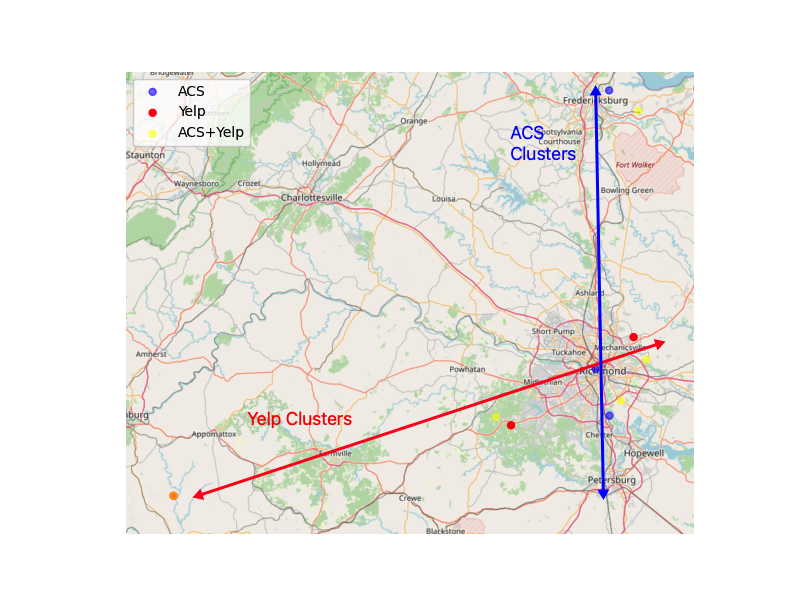 Bridgewater
ACS
Yelp
ACS+Yelp
Staunton
Waynesboro
Crozet
Hollymead
Charlottesville
Orange
Louisa
Fredericksburg
Spotsylvania
Courthouse
ACS
Clusters
Fort Walker
Bowling Green
Ashland
Short Pump
Tuckahoe
Mechanicsville
Richmond
Midlothian
Powhatan
Amherst
burg
Appomattox
Yelp Clusters
Farmville
Crewe
Blackstone
Chester
Hopewell
Petersburg